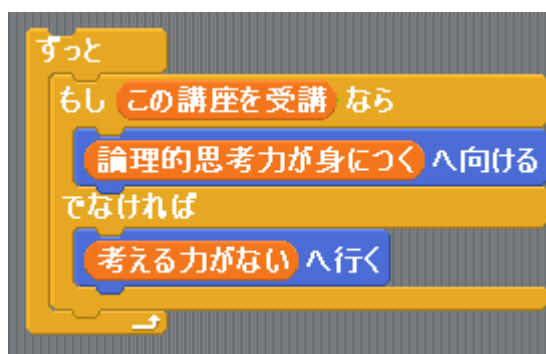 ずっと
もし この講座を受講 なら
論理的思考力が身につく へ向ける
でなければ
考える力がない へ行く